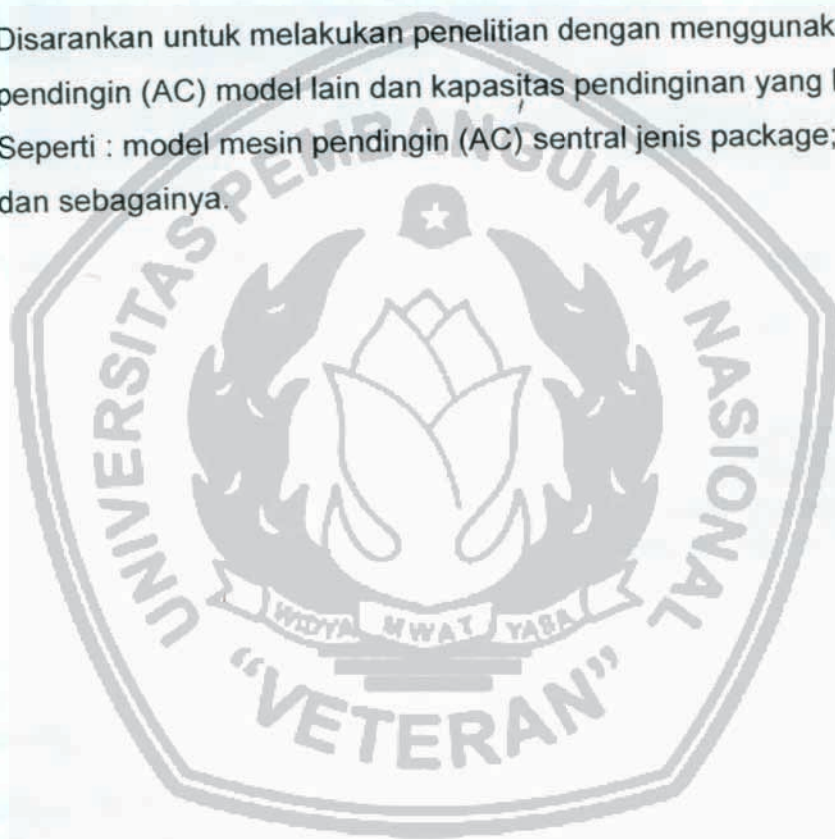 Disarankan untuk melakukan penelitian dengan menggunak
pendingin (AC) model lain dan kapasitas pendinginan yang
Seperti : model mesin pendingin (AC) sentral jenis package;
dan sebagainya.
UNIVERSITAS PEMBANGUNAN NASIONAL
WIDYA MWAT YASA
“VETERAN”